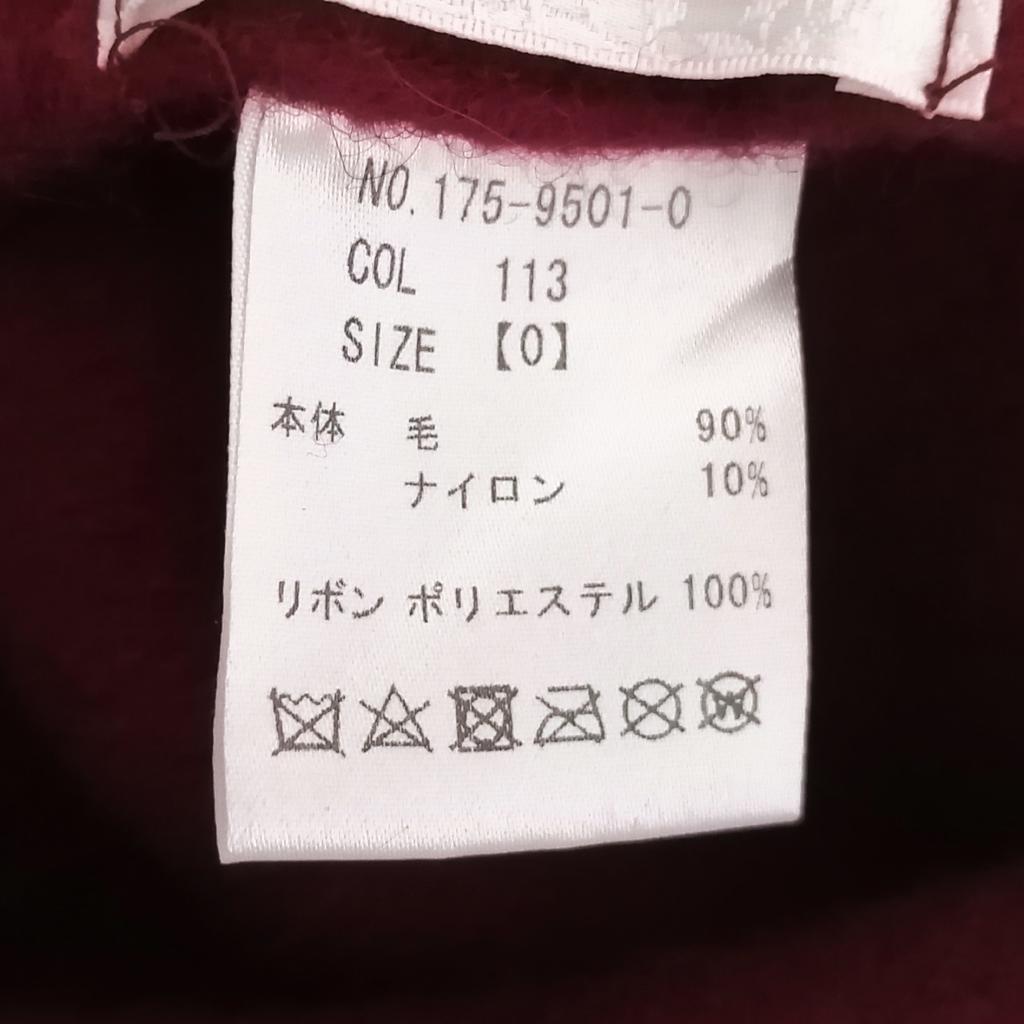 NO.175-9501-0
COL 113
SIZE 【0】
本体 毛 90%
ナイロン 10%
リボン ポリエステル 100%
W